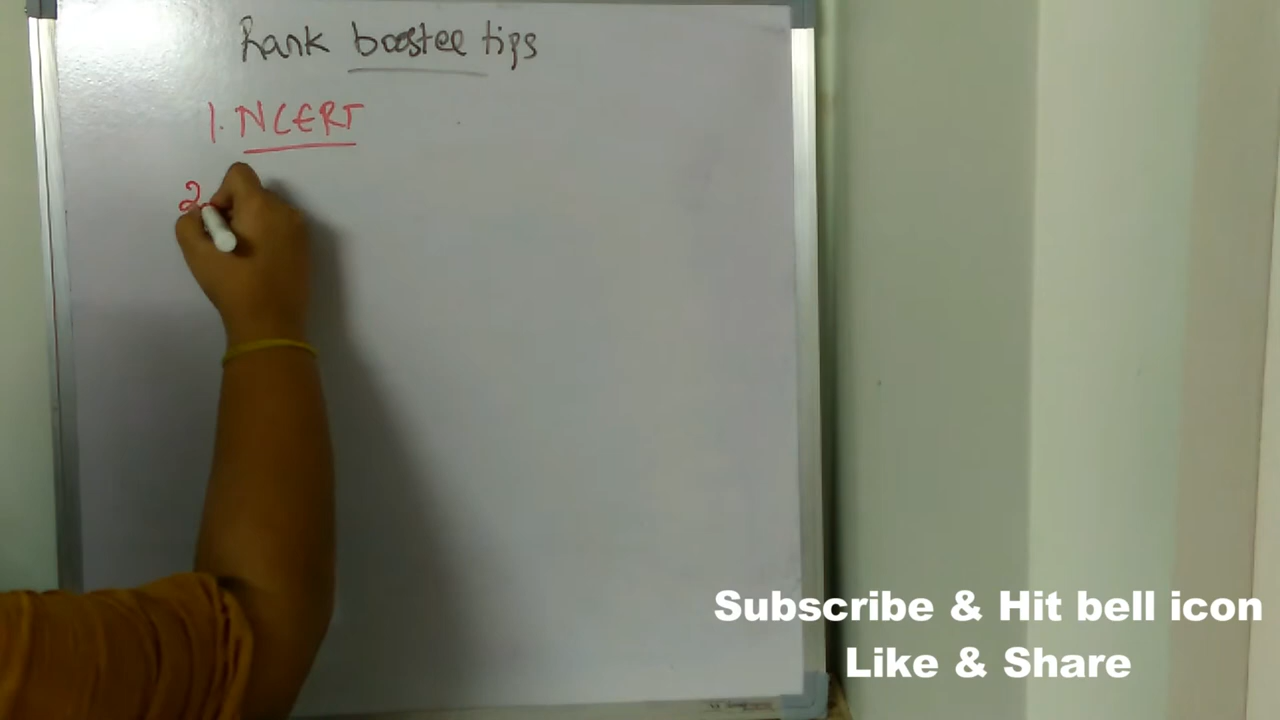 Rank booster tips
1. NCERT
2.
Subscribe & Hit bell icon
Like & Share